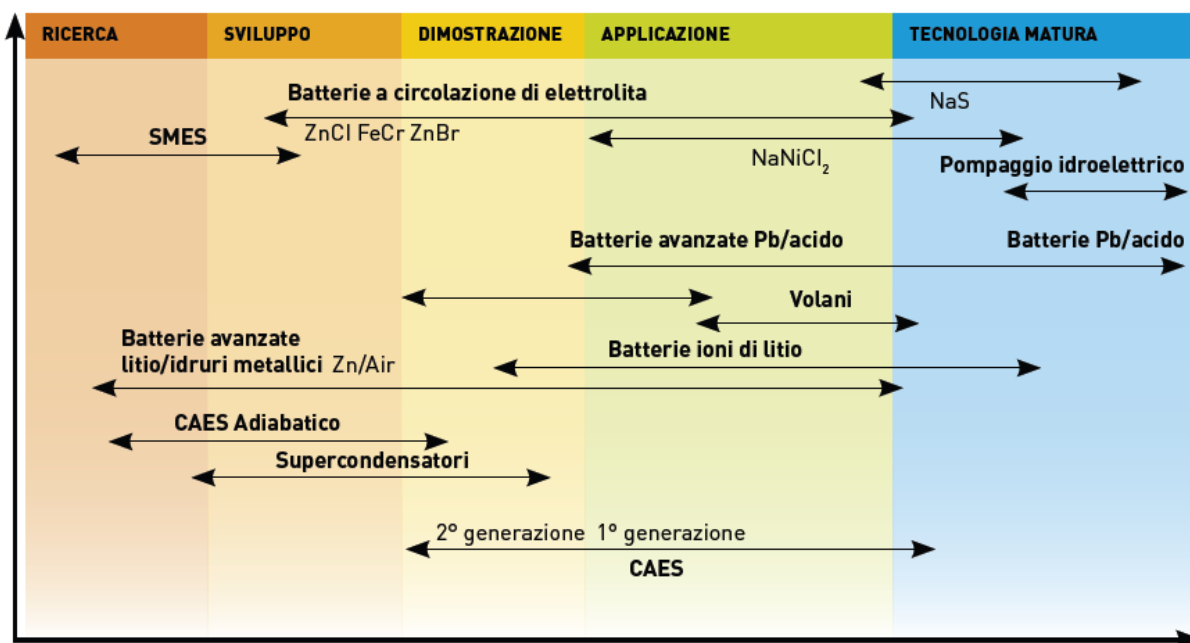 RICERCA
SVILUPPO
DIMOSTRAZIONE
APPLICAZIONE
TECNOLOGIA MATURA
Batterie a circolazione di elettrolita
NaS
ZnCl FeCr ZnBr
SMES
NaNiCl₂
Pompaggio idroelettrico
Batterie avanzate Pb/acido
Batterie Pb/acido
Volani
Batterie avanzate
litio/idruri metallici Zn/Air
Batterie ioni di litio
CAES Adiabatico
Supercondensatori
2° generazione 1° generazione
CAES